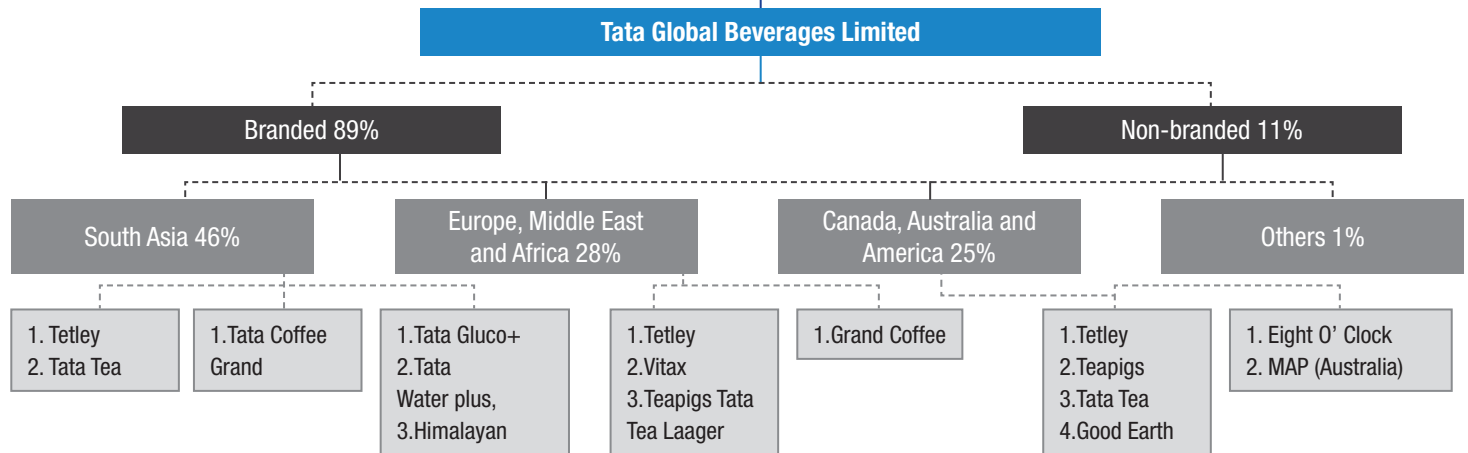 Tata Global Beverages Limited
Branded 89%
Non-branded 11%
South Asia 46%
Europe, Middle East
and Africa 28%
Canada, Australia and
America 25%
Others 1%
1. Tetley
2. Tata Tea
1.Tata Coffee
Grand
1.Tata Gluco+
2.Tata
Water plus,
3.Himalayan
1.Tetley
2.Vitax
3.Teapigs Tata
Tea Laager
1.Grand Coffee
1.Tetley
2.Teapigs
3.Tata Tea
4.Good Earth
1. Eight O’ Clock
2. MAP (Australia)